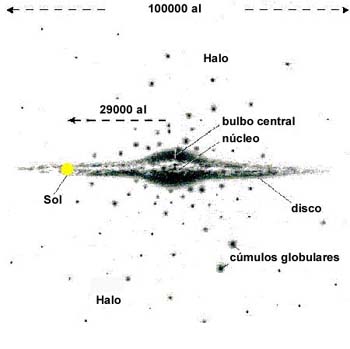 100000 al
Halo
29000 al
bulbo central
núcleo
Sol
disco
cúmulos globulares
Halo